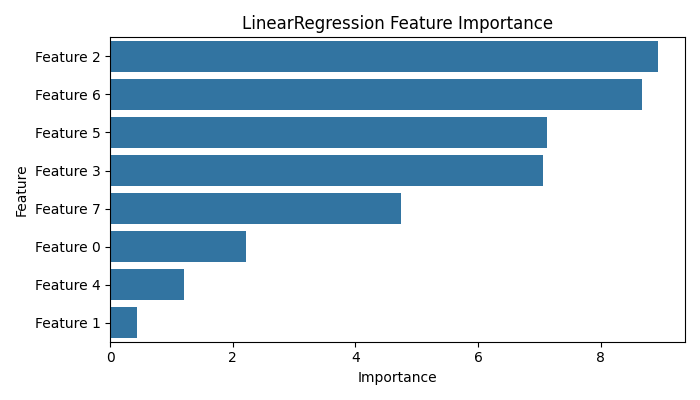 LinearRegression Feature Importance
Feature 2
Feature 6
Feature 5
Feature 3
Feature 7
Feature 0
Feature 4
Feature 1
Feature
0 2 4 6 8
Importance